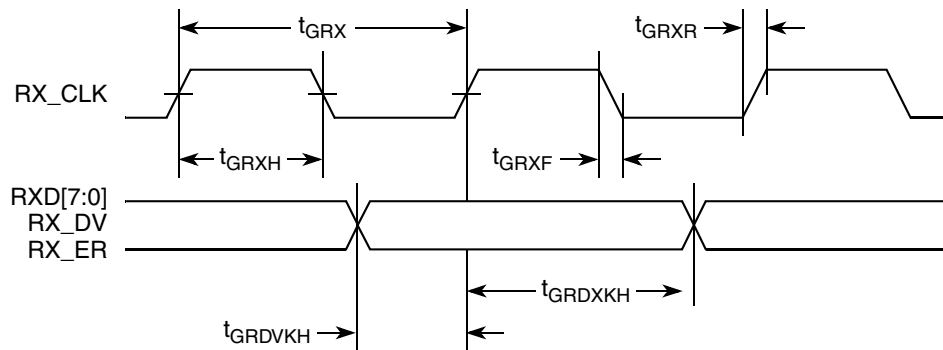 tGRX
tGRXR
RX_CLK
tGRXH
tGRXF
RXD[7:0]
RX_DV
RX_ER
tGRDXKH
tGRDVKH